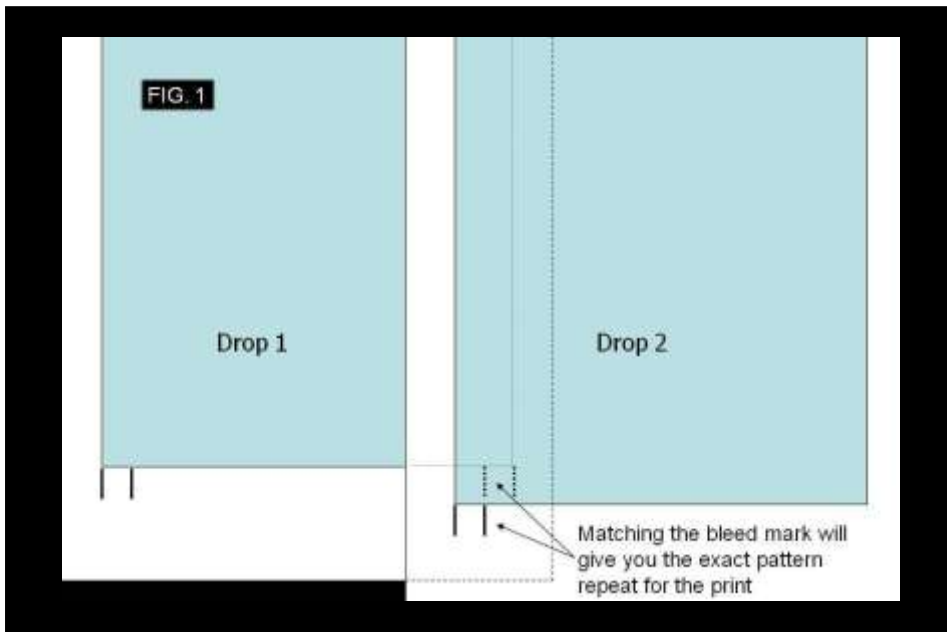 FIG. 1
Drop 1
Drop 2
Matching the bleed mark will
give you the exact pattern
repeat for the print